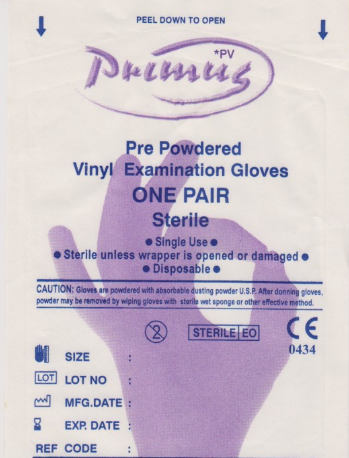 PEEL DOWN TO OPEN
*PV
Primus
Pre Powdered
Vinyl Examination Gloves
ONE PAIR
Sterile
● Single Use ●
● Sterile unless wrapper is opened or damaged ●
● Disposable ●
CAUTION: Gloves are powdered with absorbable dusting powder U.S.P. After donning gloves,
powder may be removed by wiping gloves with sterile wet sponge or other effective method.
2 STERILE EO CE
0434
SIZE :
LOT LOT NO :
MFG.DATE :
EXP. DATE :
REF CODE :